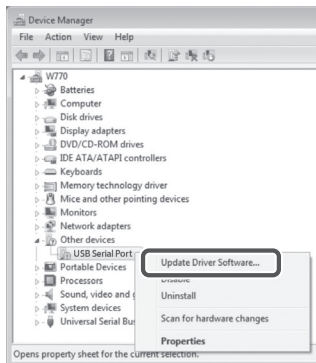 Device Manager
File Action View Help
W770
Batteries
Computer
Disk drives
Display adapters
DVD/CD-ROM drives
IDE ATA/ATAPI controllers
Keyboards
Memory technology driver
Mice and other pointing devices
Monitors
Network adapters
Other devices
USB Serial Port
Update Driver Software...
Portable Devices
Disable
Processors
Sound, video and g
Uninstall
System devices
Scan for hardware changes
Universal Serial Bus
Properties
Opens property sheet for the current selection.